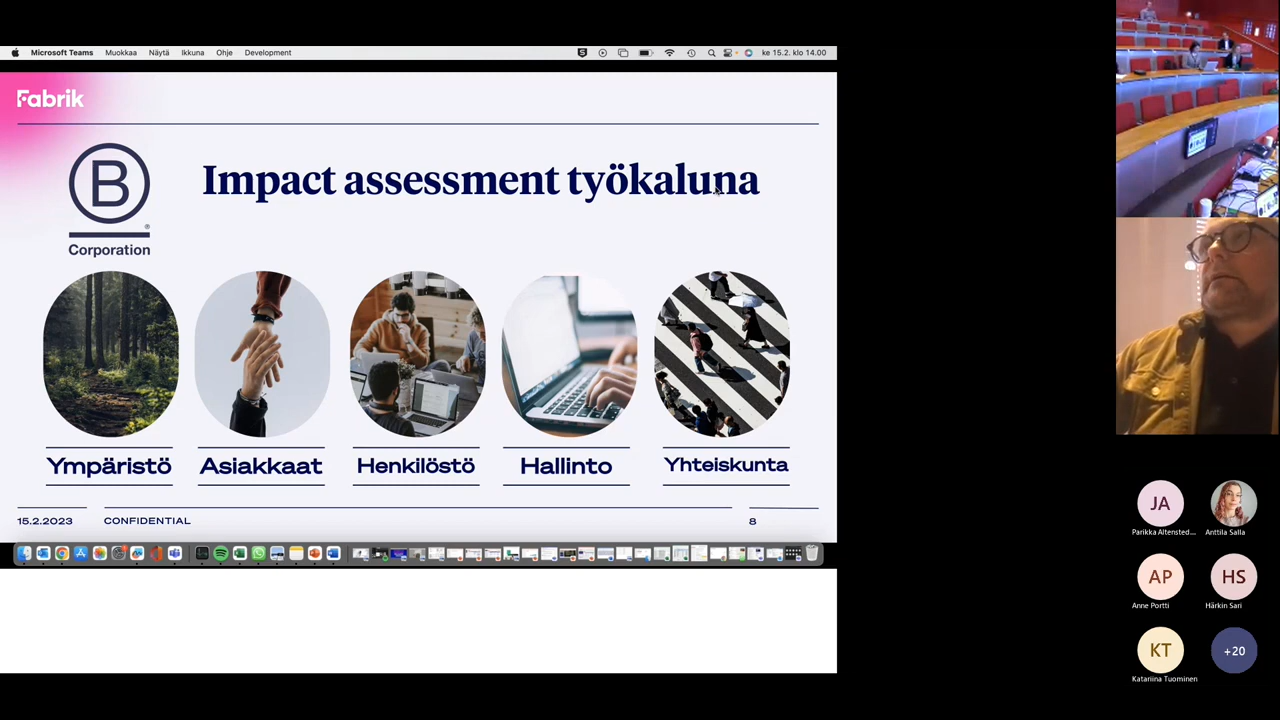 Microsoft Teams Muokkaa Näytä Ikkuna Ohje Development
ke 15.2. klo 14.00
Fabrik
B
®
Corporation
Impact assessment työkaluna
Ympäristö
Asiakkaat
Henkilöstö
Hallinto
Yhteiskunta
15.2.2023
CONFIDENTIAL
8
JA
Parikka Altensted...
Anttila Salla
AP
Anne Portti
HS
Härkin Sari
KT
Katariina Tuominen
+20